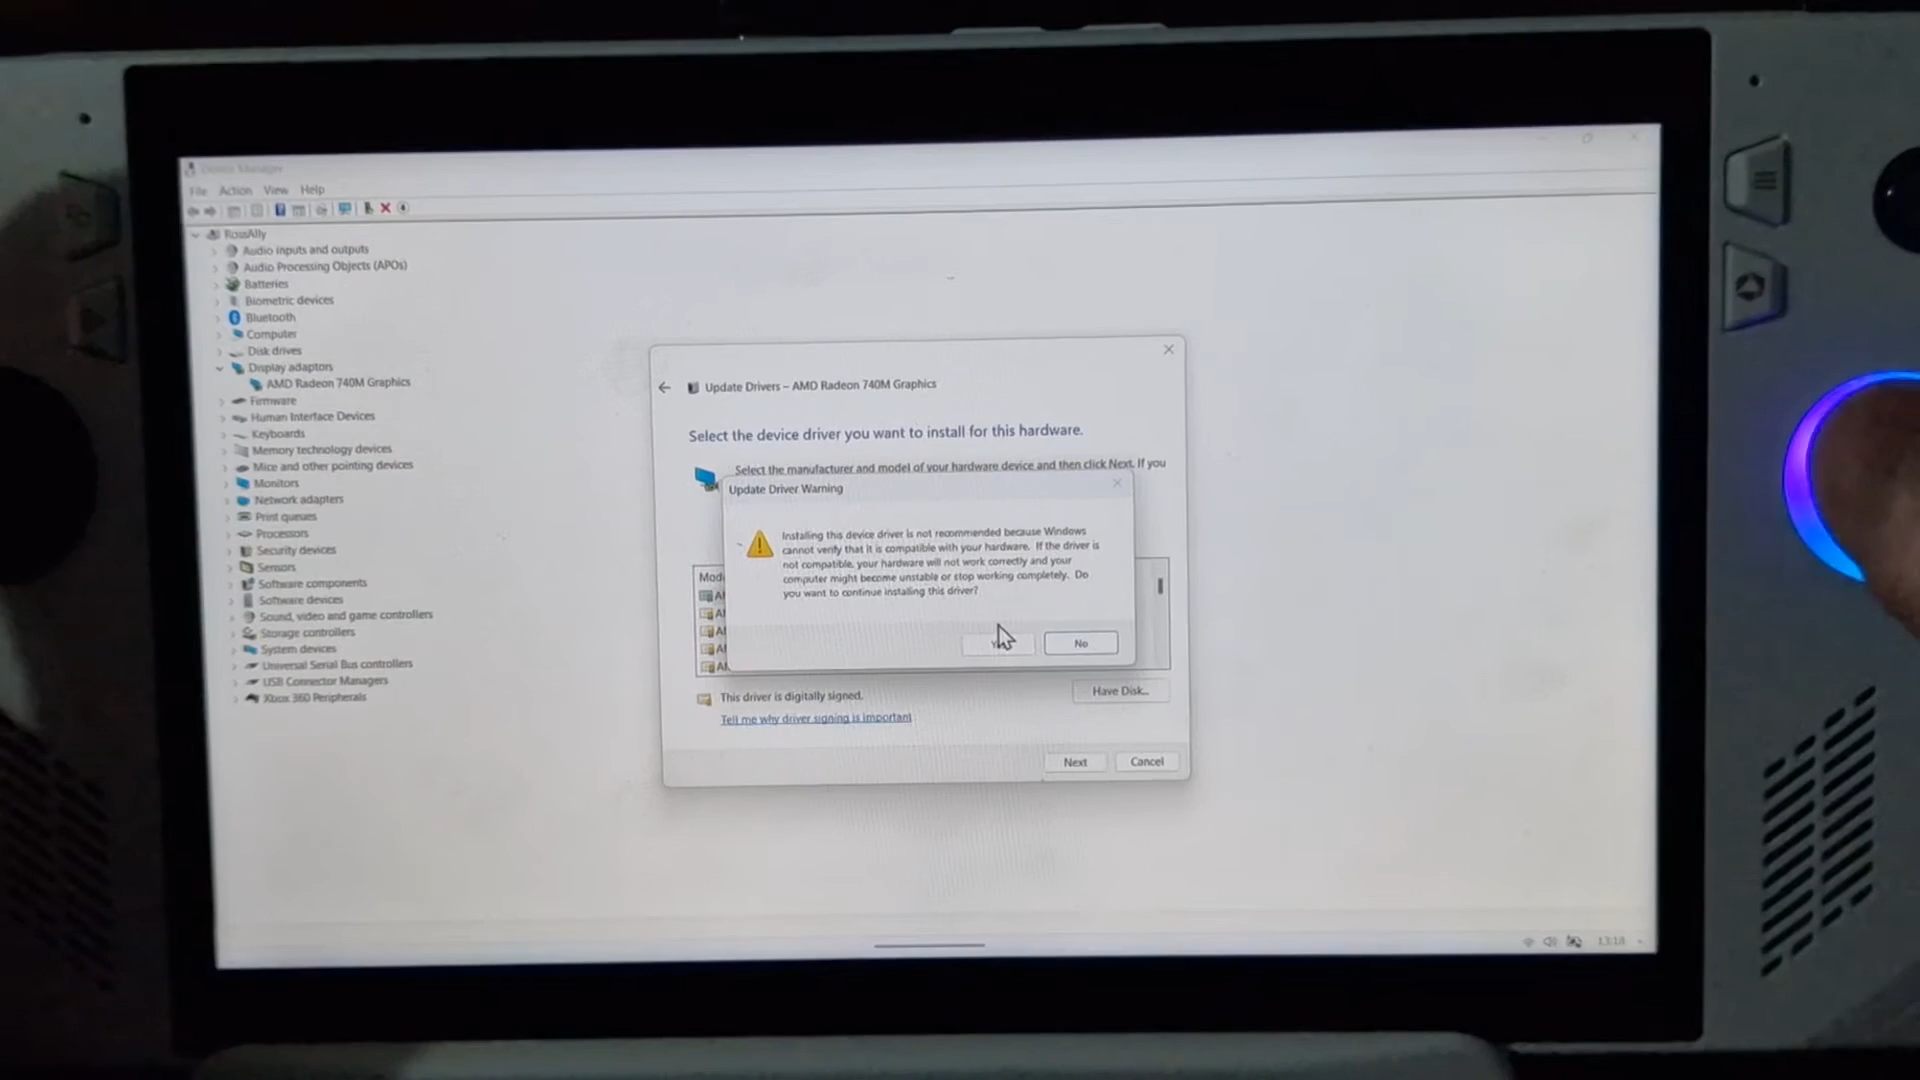 Device Manager
File Action View Help
RossAlly
Audio inputs and outputs
Audio Processing Objects (APOs)
Batteries
Biometric devices
Bluetooth
Computer
Disk drives
Display adaptors
AMD Radeon 740M Graphics
Firmware
Human Interface Devices
Keyboards
Memory technology devices
Mice and other pointing devices
Monitors
Network adapters
Print queues
Processors
Security devices
Sensors
Software components
Software devices
Sound, video and game controllers
Storage controllers
System devices
Universal Serial Bus controllers
USB Connector Managers
Xbox 360 Peripherals
Update Drivers – AMD Radeon 740M Graphics
Select the device driver you want to install for this hardware.
Select the manufacturer and model of your hardware device and then click Next. If you
Update Driver Warning
Installing this device driver is not recommended because Windows
cannot verify that it is compatible with your hardware. If the driver is
not compatible, your hardware will not work correctly and your
computer might become unstable or stop working completely. Do
you want to continue installing this driver?
No
This driver is digitally signed.
Have Disk...
Tell me why driver signing is important
Next Cancel
13:18